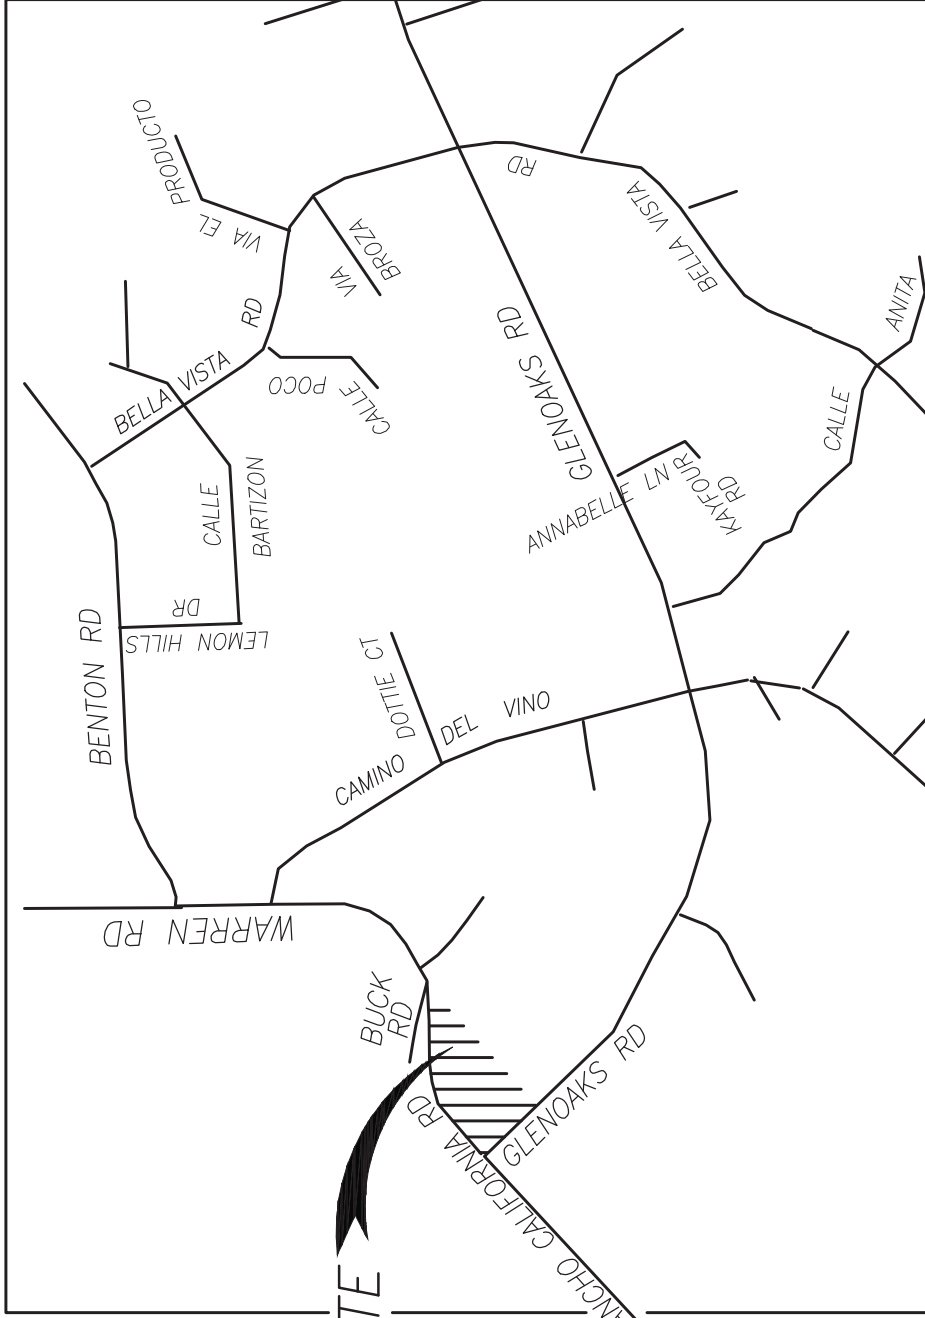 PRODUCTO
VIA EL
RD
BELLA VISTA
VIA
BROZA
RD
BELLA VISTA
CALLE
POCO
GLENOAKS RD
ANITA
CALLE
CALLE
BARTIZON
ANNABELLE LN
KAYFOUR
RD
LEMON HILLS
DR
BENTON RD
DOTTIE CT
CAMINO DEL VINO
WARREN RD
BUCK
RD
GLENOAKS RD
ANCHO CALIFORNIA RD
TE